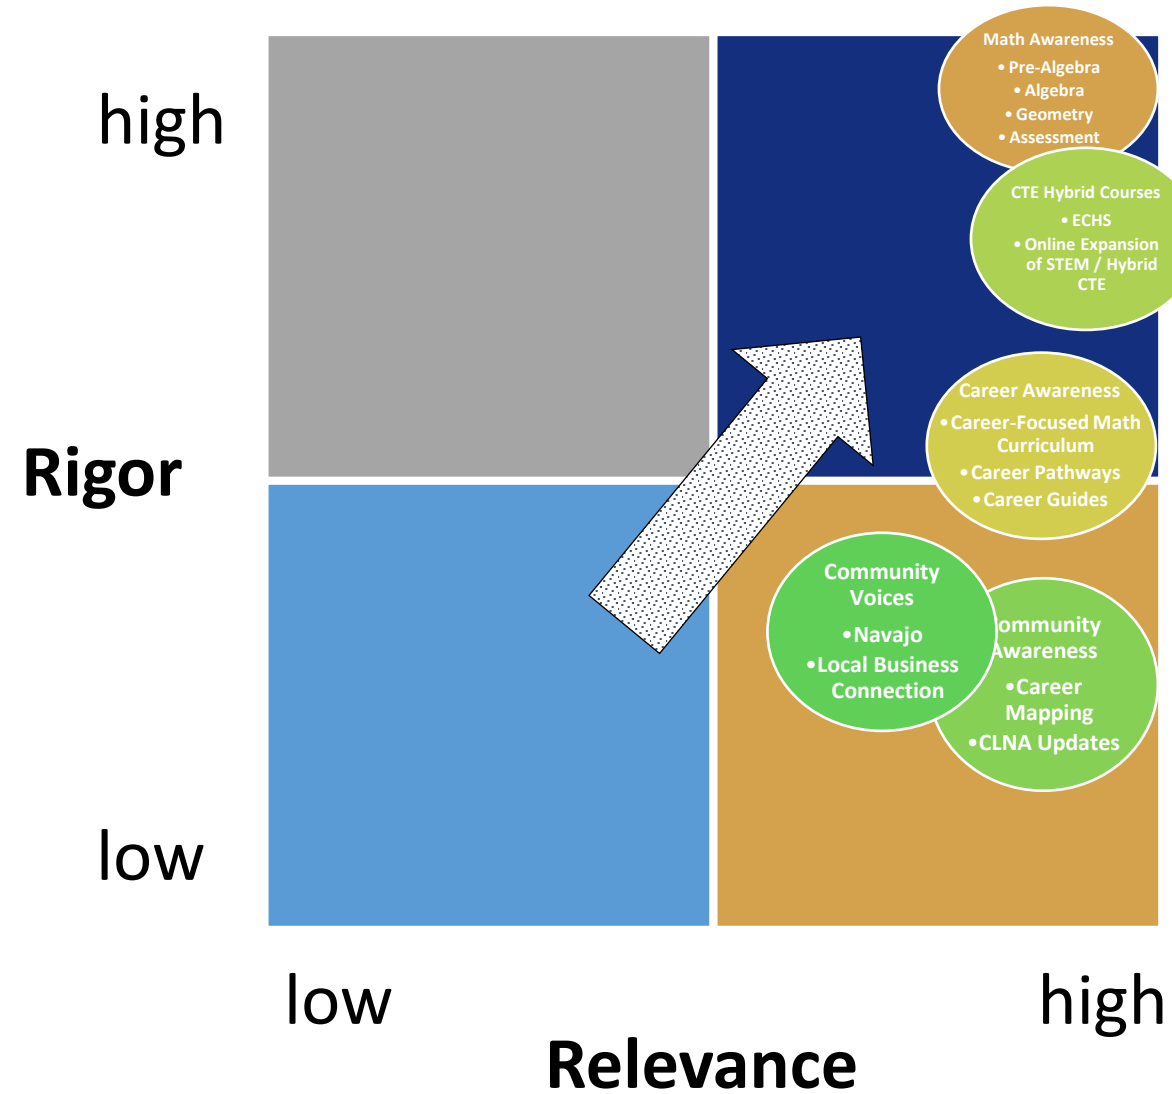 high
Math Awareness
• Pre-Algebra
• Algebra
• Geometry
• Assessment
CTE Hybrid Courses
• ECHS
• Online Expansion
of STEM / Hybrid
CTE
Career Awareness
• Career-Focused Math
Curriculum
• Career Pathways
• Career Guides
Rigor
Community
Voices
• Navajo
• Local Business
Connection
ommunity
Awareness
• Career
Mapping
• CLNA Updates
low
low
high
Relevance